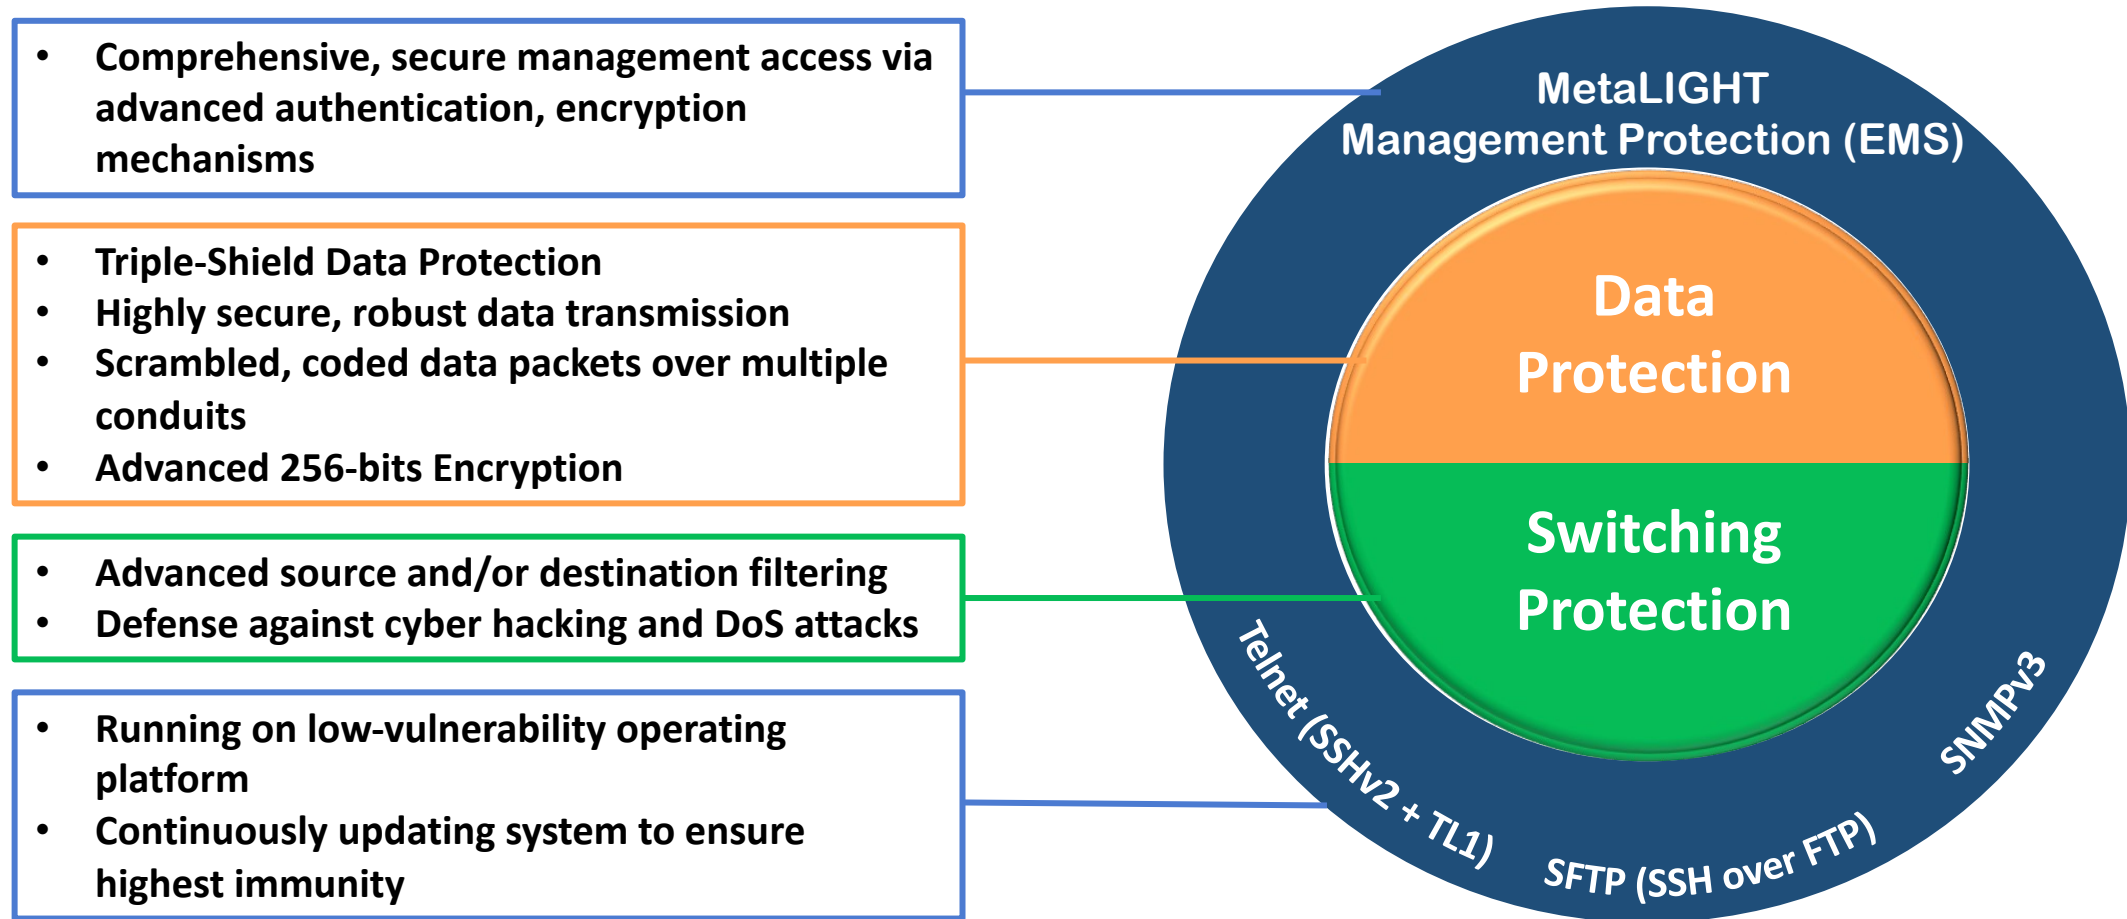 • Comprehensive, secure management access via
advanced authentication, encryption
mechanisms
• Triple-Shield Data Protection
• Highly secure, robust data transmission
• Scrambled, coded data packets over multiple
conduits
• Advanced 256-bits Encryption
• Advanced source and/or destination filtering
• Defense against cyber hacking and DoS attacks
• Running on low-vulnerability operating
platform
• Continuously updating system to ensure
highest immunity
MetaLIGHT
Management Protection (EMS)
Data
Protection
Switching
Protection
Telnet (SSHv2 + TL1)
SFTP (SSH over FTP)
SNMPv3